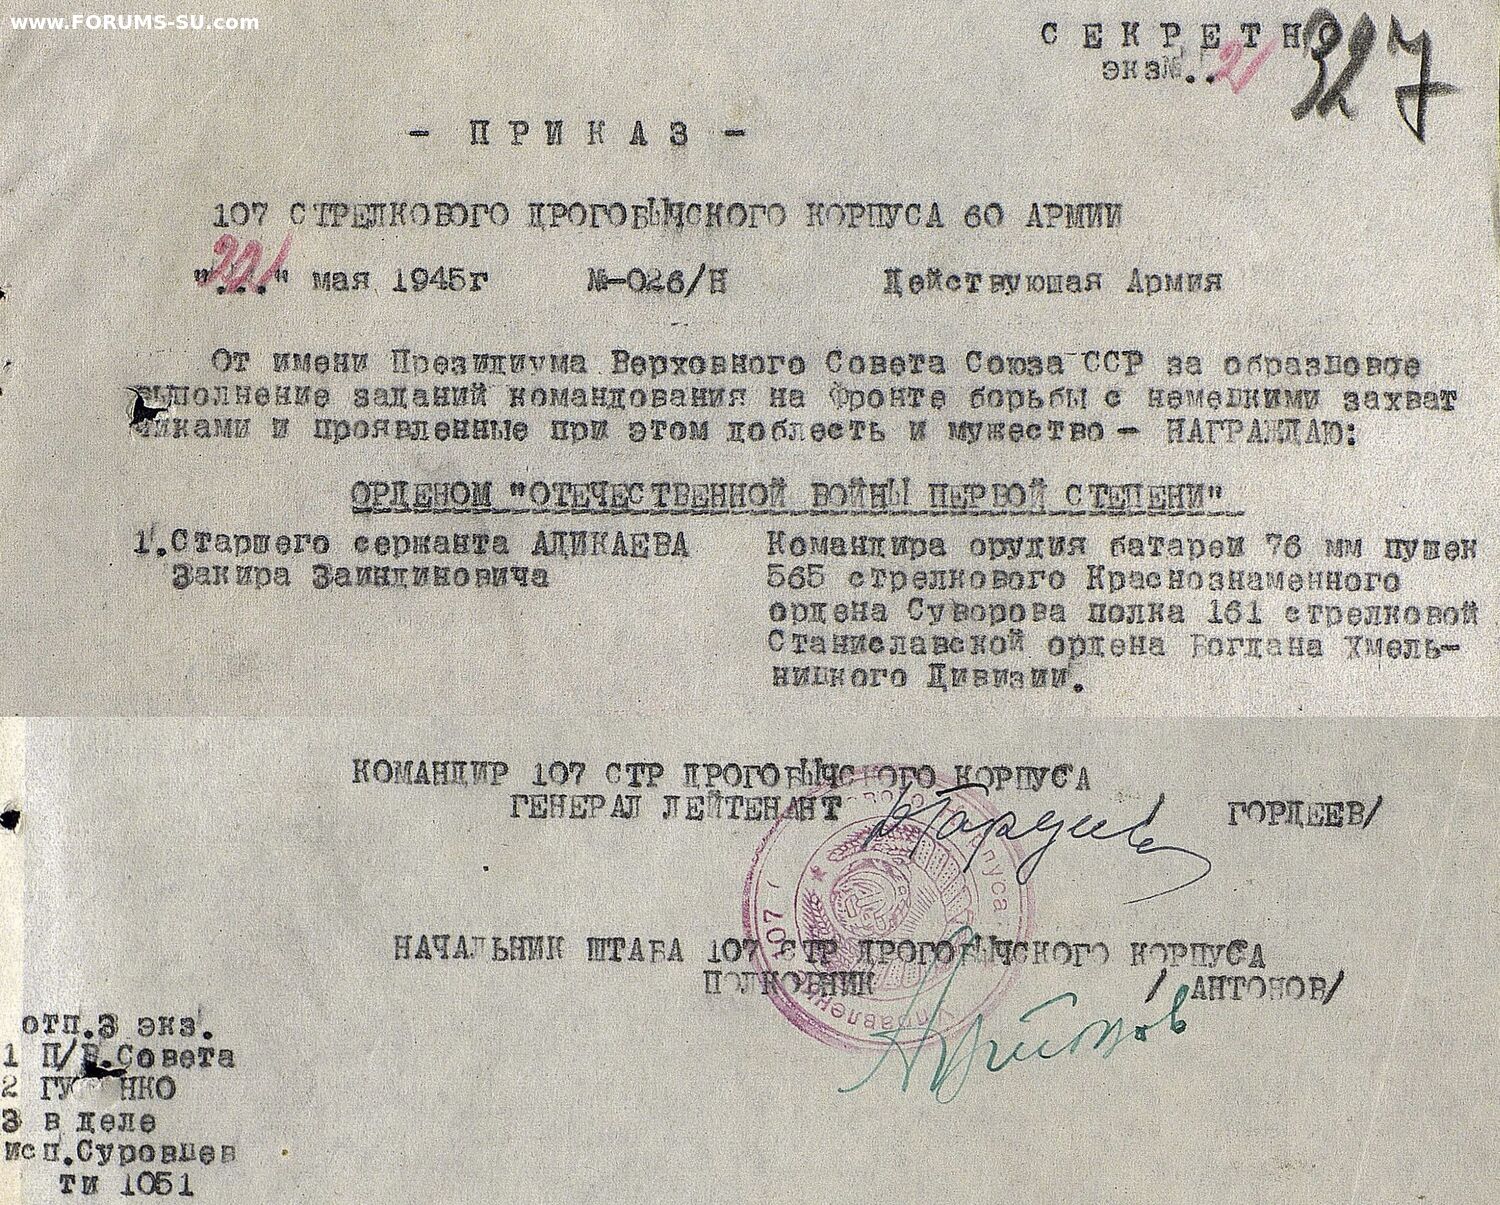 www.FORUMS-SU.com
СЕКРЕТНО
экз№..2
327
- ПРИКАЗ -
107 СТРЕЛКОВОГО ДРОГОБЫЧСКОГО КОРПУСА 60 АРМИИ
"..." мая 1945г №-026/Н Действующая Армия
От имени Президиума Верховного Совета Союза ССР за образцовое
выполнение заданий командования на фронте борьбы с немецкими захват
чиками и проявленные при этом доблесть и мужество - НАГРАЖДАЮ:
ОРДЕНОМ "ОТЕЧЕСТВЕННОЙ ВОЙНЫ ПЕРВОЙ СТЕПЕНИ"
1.Старшего сержанта АДИКАЕВА
Закира Заиндиновича
Командира орудия батареи 76 мм пушек
565 стрелкового Краснознаменного
ордена Суворова полка 161 стрелковой
Станиславской ордена Богдана Хмель-
ницкого Дивизии.
КОМАНДИР 107 СТР ДРОГОБЫЧСКОГО КОРПУСА
ГЕНЕРАЛ ЛЕЙТЕНАНТ / ГОРДЕЕВ/
НАЧАЛЬНИК ШТАБА 107 СТР ДРОГОБЫЧСКОГО КОРПУСА
ПОЛКОВНИК / АНТОНОВ/
отп.3 экз.
1 П/В.Совета
2
3 в деле
исп.Суровцев
ти 1051